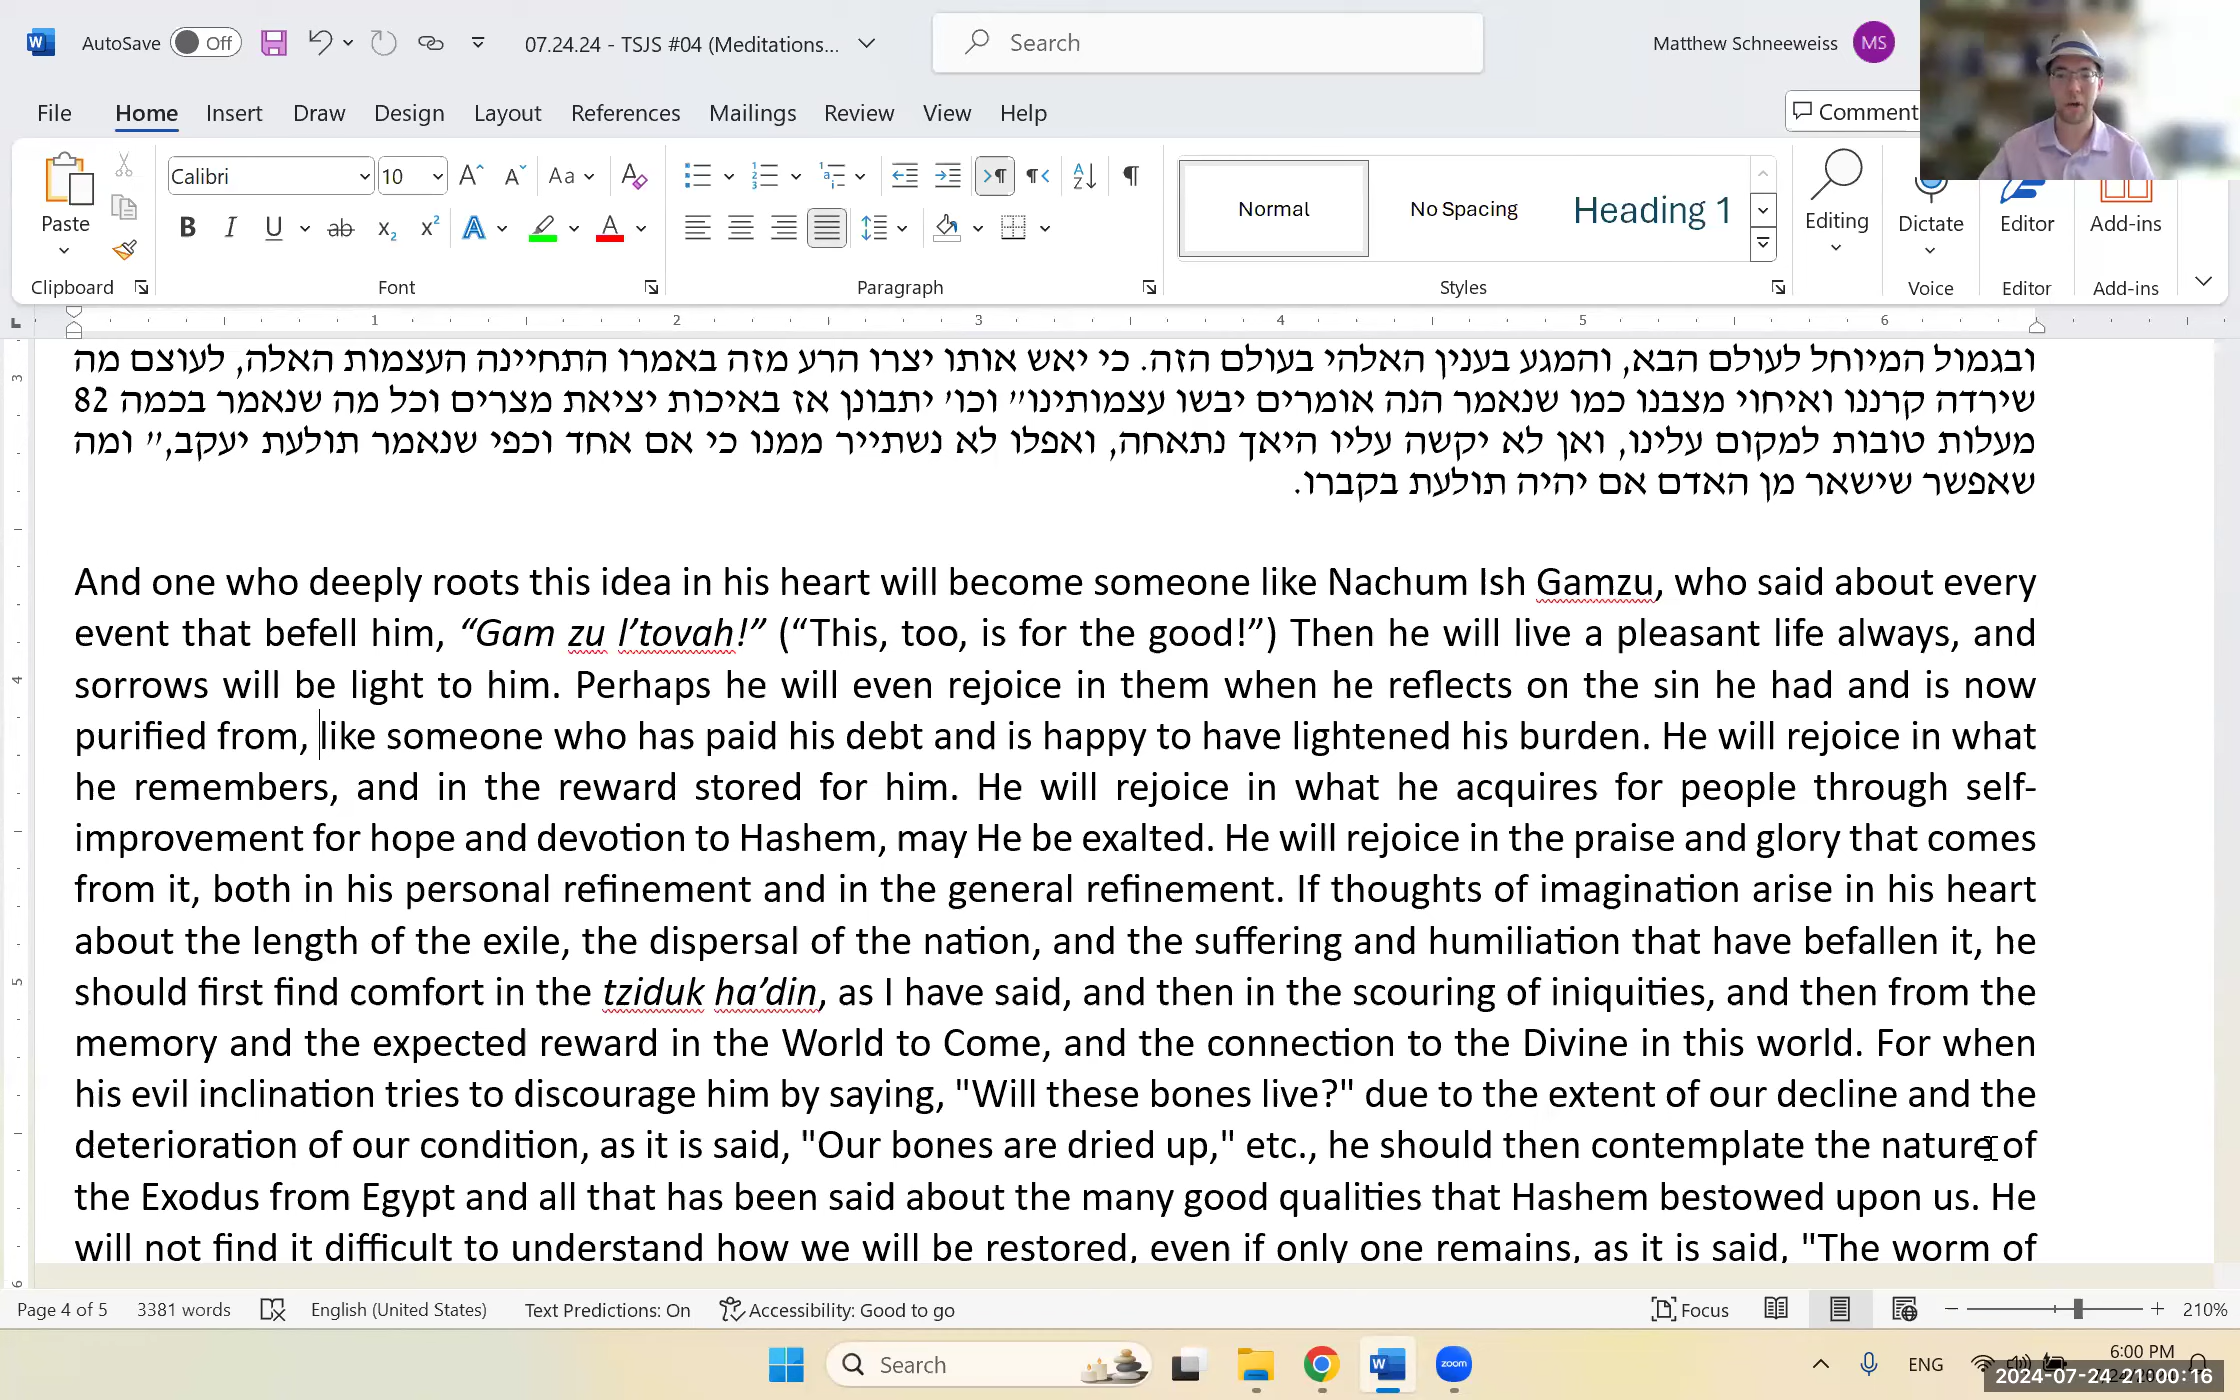 AutoSave Off 07.24.24 - TSJS #04 (Meditations... Search Matthew Schneeweiss MS
File Home Insert Draw Design Layout References Mailings Review View Help Comment
Calibri 10 Aa
Normal No Spacing Heading 1
Paste Editing Dictate Editor Add-ins
Clipboard Font Paragraph Styles Voice Editor Add-ins
1 2 3 4 5 6
ובגמול המיוחל לעולם הבא, והמגע בענין האלהי בעולם הזה. כי יאש אותו יצרו הרע מזה באמרו התחיינה העצמות האלה, לעוצם מה
שירדה קרננו ואיחוי מצבנו כמו שנאמר הנה אומרים יבשו עצמותינו״ וכו׳ יתבונן אז באיכות יציאת מצרים וכל מה שנאמר בכמה 82
מעלות טובות למקום עלינו, ואן לא יקשה עליו היאך נתאחה, ואפלו לא נשתייר ממנו כי אם אחד וכפי שנאמר תולעת יעקב,״ ומה
שאפשר שישאר מן האדם אם יהיה תולעת בקברו.
And one who deeply roots this idea in his heart will become someone like Nachum Ish Gamzu, who said about every
event that befell him, “Gam zu l’tovah!” (“This, too, is for the good!”) Then he will live a pleasant life always, and
sorrows will be light to him. Perhaps he will even rejoice in them when he reflects on the sin he had and is now
purified from, like someone who has paid his debt and is happy to have lightened his burden. He will rejoice in what
he remembers, and in the reward stored for him. He will rejoice in what he acquires for people through self-
improvement for hope and devotion to Hashem, may He be exalted. He will rejoice in the praise and glory that comes
from it, both in his personal refinement and in the general refinement. If thoughts of imagination arise in his heart
about the length of the exile, the dispersal of the nation, and the suffering and humiliation that have befallen it, he
should first find comfort in the tziduk ha’din, as I have said, and then in the scouring of iniquities, and then from the
memory and the expected reward in the World to Come, and the connection to the Divine in this world. For when
his evil inclination tries to discourage him by saying, "Will these bones live?" due to the extent of our decline and the
deterioration of our condition, as it is said, "Our bones are dried up," etc., he should then contemplate the nature of
the Exodus from Egypt and all that has been said about the many good qualities that Hashem bestowed upon us. He
will not find it difficult to understand how we will be restored, even if only one remains, as it is said, "The worm of
Page 4 of 5 3381 words English (United States) Text Predictions: On Accessibility: Good to go Focus 210%
Search zoom ENG 6:00 PM
2024-07-24 21:00:16